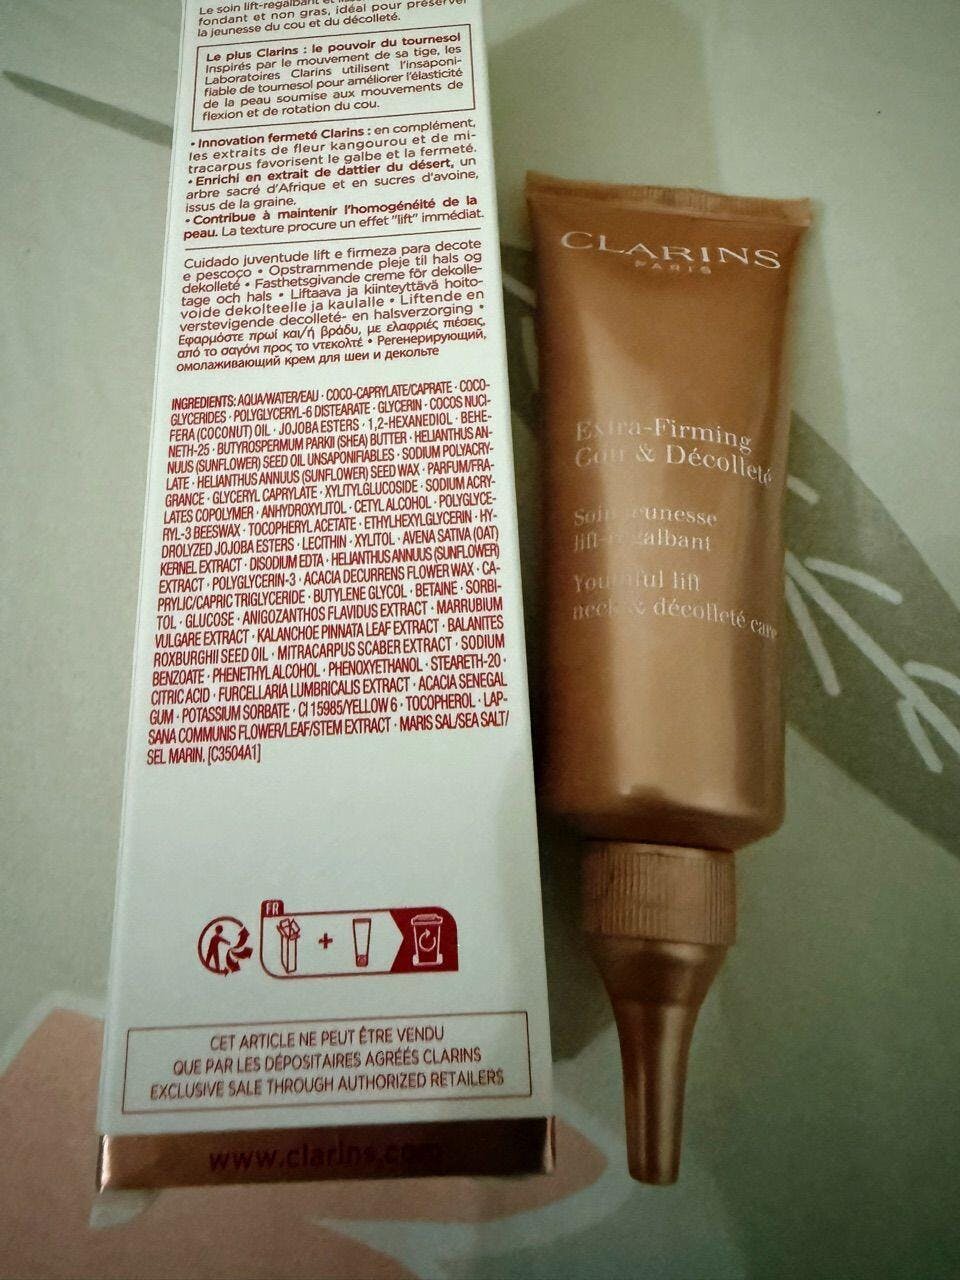 Le soin lift-regalbant
fondant et non gras, idéal pour préserver
la jeunesse du cou et du décolleté.
Le plus Clarins : le pouvoir du tournesol
Inspirés par le mouvement de sa tige, les
Laboratoires Clarins utilisent l'insaponi-
fiable de tournesol pour améliorer l'élasticité
de la peau soumise aux mouvements de
flexion et de rotation du cou.
• Innovation fermeté Clarins : en complément,
les extraits de fleur kangourou et de mi-
tracarpus favorisent le galbe et la fermeté.
• Enrichi en extrait de dattier du désert, un
arbre sacré d'Afrique et en sucres d'avoine,
issus de la graine.
• Contribue à maintenir l'homogénéité de la
peau. La texture procure un effet "lift" immédiat.
Cuidado juventude lift e firmeza para decote
e pescoço • Opstrammende pleje til hals og
dekolleté • Fasthetsgivande creme för dekolle-
tage och hals • Liftaava ja kiinteyttävä hoito-
voide dekolteelle ja kaulalle • Liftende en
verstevigende decolleté- en halsverzorging •
Εφαρμόστε πρωί και/ή βράδυ, με ελαφριές πιέσεις,
από το σαγόνι προς το ντεκολτέ • Регенерирующий,
омолаживающий крем для шеи и декольте
INGREDIENTS: AQUA/WATER/EAU · COCO-CAPRYLATE/CAPRATE · COCO-
GLYCERIDES · POLYGLYCERYL-6 DISTEARATE · GLYCERIN · COCOS NUCI-
FERA (COCONUT) OIL · JOJOBA ESTERS · 1,2-HEXANEDIOL · BEHE-
NETH-25 · BUTYROSPERMUM PARKII (SHEA) BUTTER · HELIANTHUS AN-
NUUS (SUNFLOWER) SEED OIL UNSAPONIFIABLES · SODIUM POLYACRY-
LATE · HELIANTHUS ANNUUS (SUNFLOWER) SEED WAX · PARFUM/FRA-
GRANCE · GLYCERYL CAPRYLATE · XYLITYLGLUCOSIDE · SODIUM ACRY-
LATES COPOLYMER · ANHYDROXYLITOL · CETYL ALCOHOL · POLYGLYCE-
RYL-3 BEESWAX · TOCOPHERYL ACETATE · ETHYLHEXYLGLYCERIN · HY-
DROLYZED JOJOBA ESTERS · LECITHIN · XYLITOL · AVENA SATIVA (OAT)
KERNEL EXTRACT · DISODIUM EDTA · HELIANTHUS ANNUUS (SUNFLOWER)
EXTRACT · POLYGLYCERIN-3 · ACACIA DECURRENS FLOWER WAX · CA-
PRYLIC/CAPRIC TRIGLYCERIDE · BUTYLENE GLYCOL · BETAINE · SORBI-
TOL · GLUCOSE · ANIGOZANTHOS FLAVIDUS EXTRACT · MARRUBIUM
VULGARE EXTRACT · KALANCHOE PINNATA LEAF EXTRACT · BALANITES
ROXBURGHII SEED OIL · MITRACARPUS SCABER EXTRACT · SODIUM
BENZOATE · PHENETHYL ALCOHOL · PHENOXYETHANOL · STEARETH-20 ·
CITRIC ACID · FURCELLARIA LUMBRICALIS EXTRACT · ACACIA SENEGAL
GUM · POTASSIUM SORBATE · CI 15985/YELLOW 6 · TOCOPHEROL · LAP-
SANA COMMUNIS FLOWER/LEAF/STEM EXTRACT · MARIS SAL/SEA SALT/
SEL MARIN. [C3504A1]
FR
+
CET ARTICLE NE PEUT ÊTRE VENDU
QUE PAR LES DÉPOSITAIRES AGRÉÉS CLARINS
EXCLUSIVE SALE THROUGH AUTHORIZED RETAILERS
www.clarins.com
CLARINS
PARIS
Extra-Firming
Cou & Décolleté
Soin jeunesse
lift-regalbant
Youthful lift
neck & décolleté care